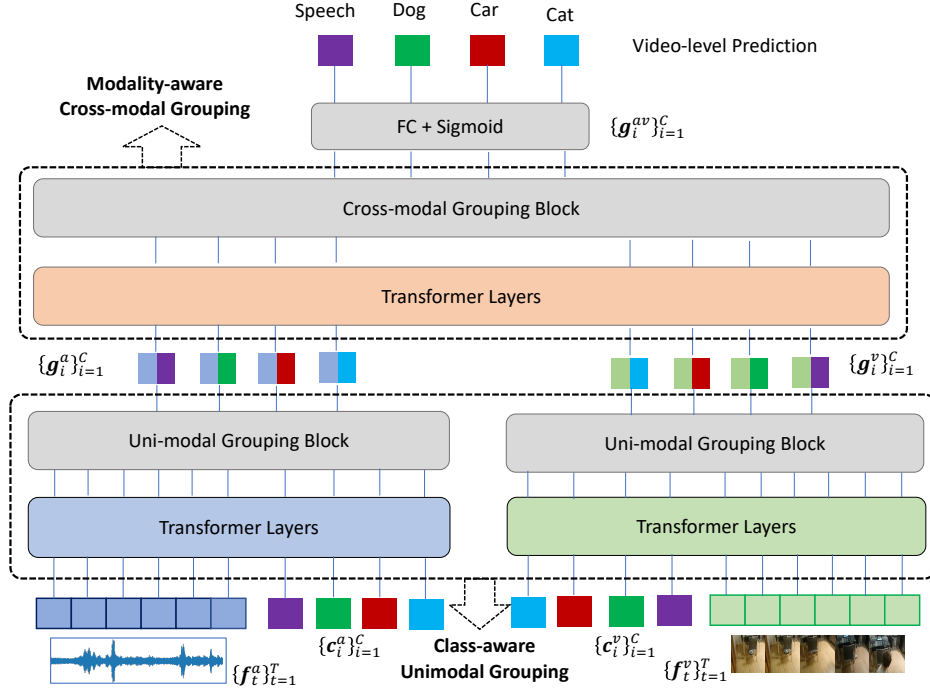 Speech Dog Car Cat
Video-level Prediction
Modality-aware
Cross-modal Grouping
FC + Sigmoid
{g_i^{av}}_{i=1}^C
Cross-modal Grouping Block
Transformer Layers
{g_i^a}_{i=1}^C
{g_i^v}_{i=1}^C
Uni-modal Grouping Block
Uni-modal Grouping Block
Transformer Layers
Transformer Layers
{c_i^a}_{i=1}^C
{c_i^v}_{i=1}^C
{f_t^a}_{t=1}^T
Class-aware
Unimodal Grouping
{f_t^v}_{t=1}^T